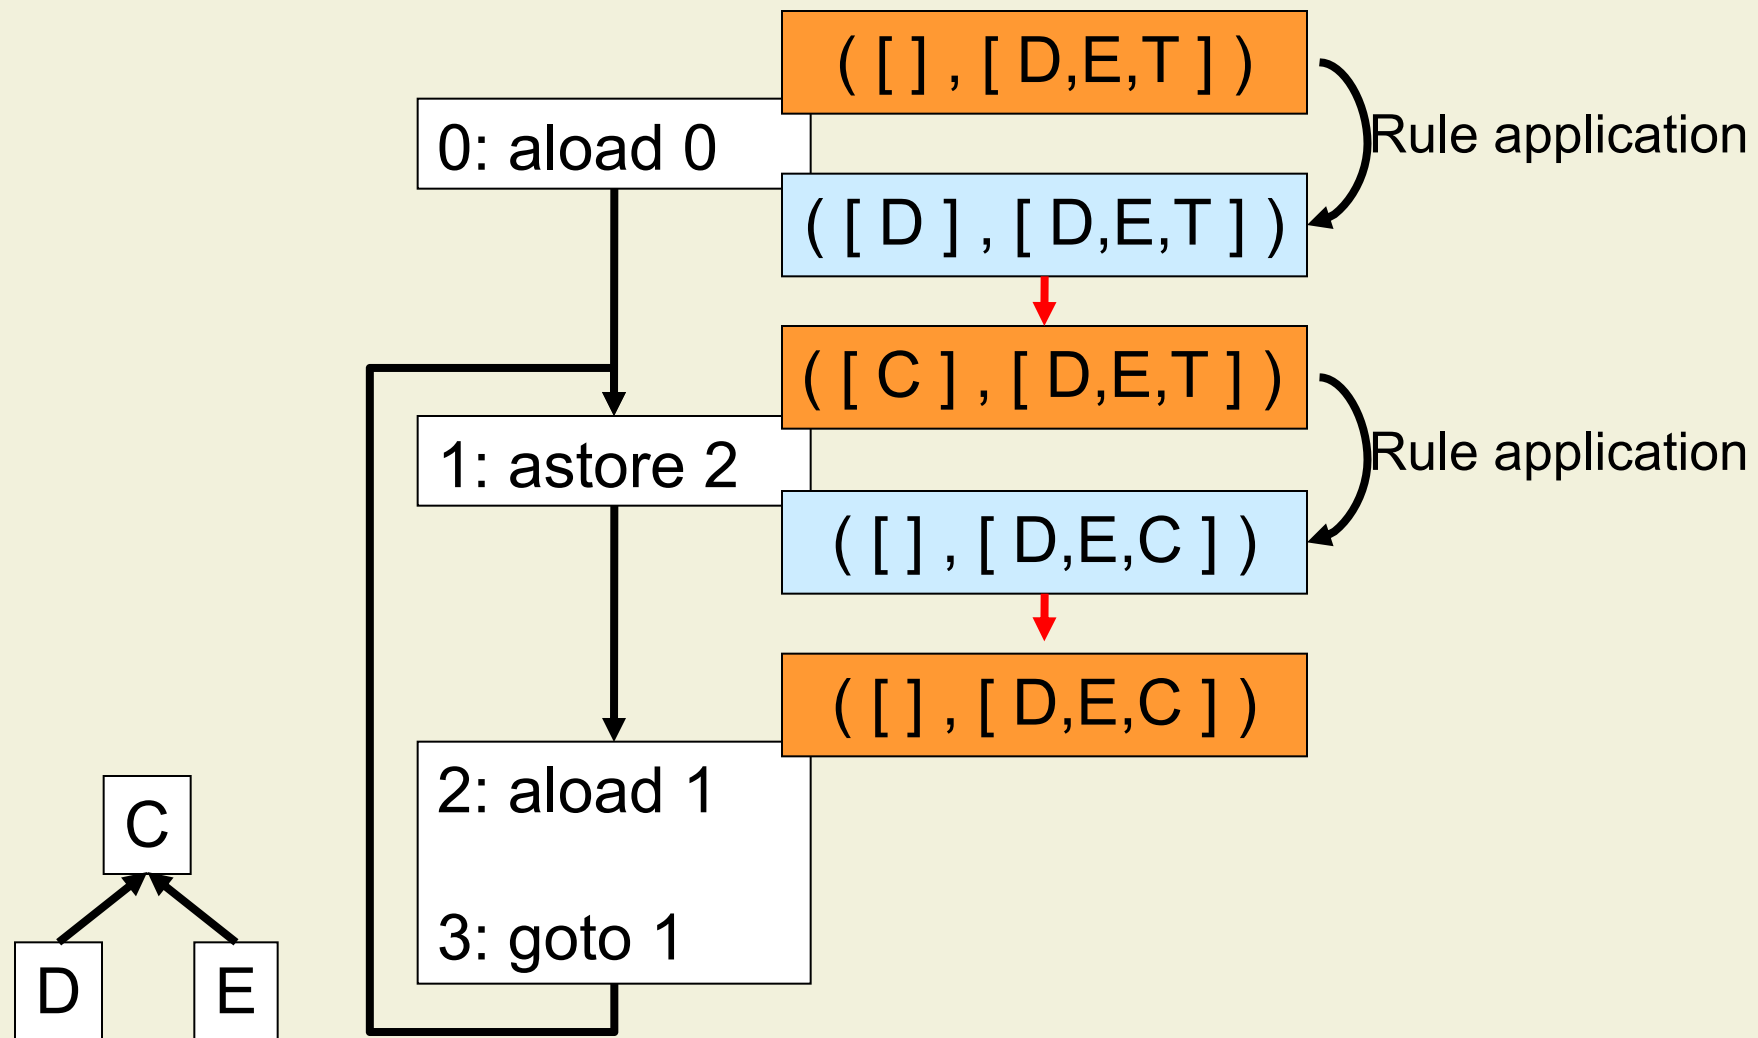 ( [ ] , [ D,E,T ] )
0: aload 0
Rule application
( [ D ] , [ D,E,T ] )
( [ C ] , [ D,E,T ] )
1: astore 2
Rule application
( [ ] , [ D,E,C ] )
( [ ] , [ D,E,C ] )
2: aload 1
3: goto 1
C
D
E